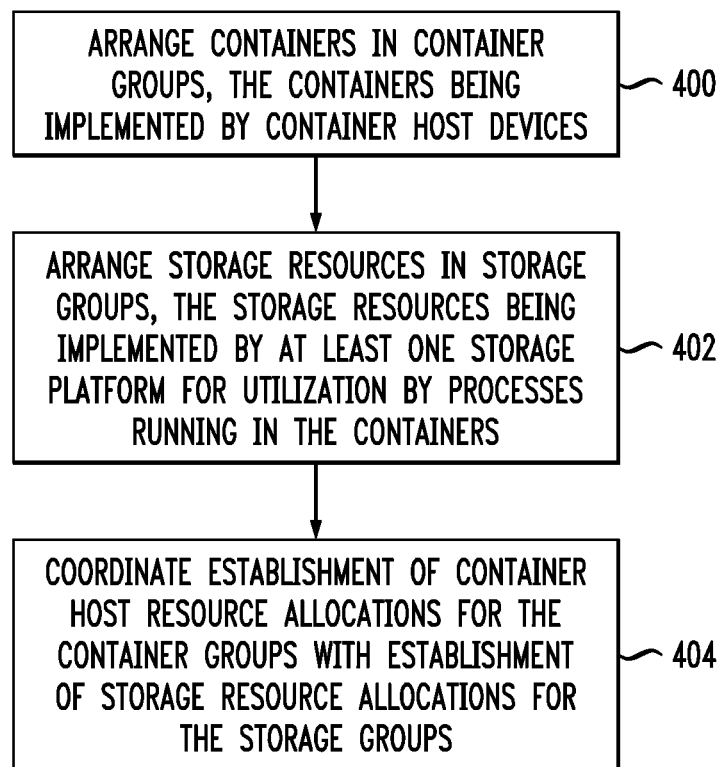 ARRANGE CONTAINERS IN CONTAINER
GROUPS, THE CONTAINERS BEING
IMPLEMENTED BY CONTAINER HOST DEVICES
400
ARRANGE STORAGE RESOURCES IN STORAGE
GROUPS, THE STORAGE RESOURCES BEING
IMPLEMENTED BY AT LEAST ONE STORAGE
PLATFORM FOR UTILIZATION BY PROCESSES
RUNNING IN THE CONTAINERS
402
COORDINATE ESTABLISHMENT OF CONTAINER
HOST RESOURCE ALLOCATIONS FOR THE
CONTAINER GROUPS WITH ESTABLISHMENT
OF STORAGE RESOURCE ALLOCATIONS FOR
THE STORAGE GROUPS
404